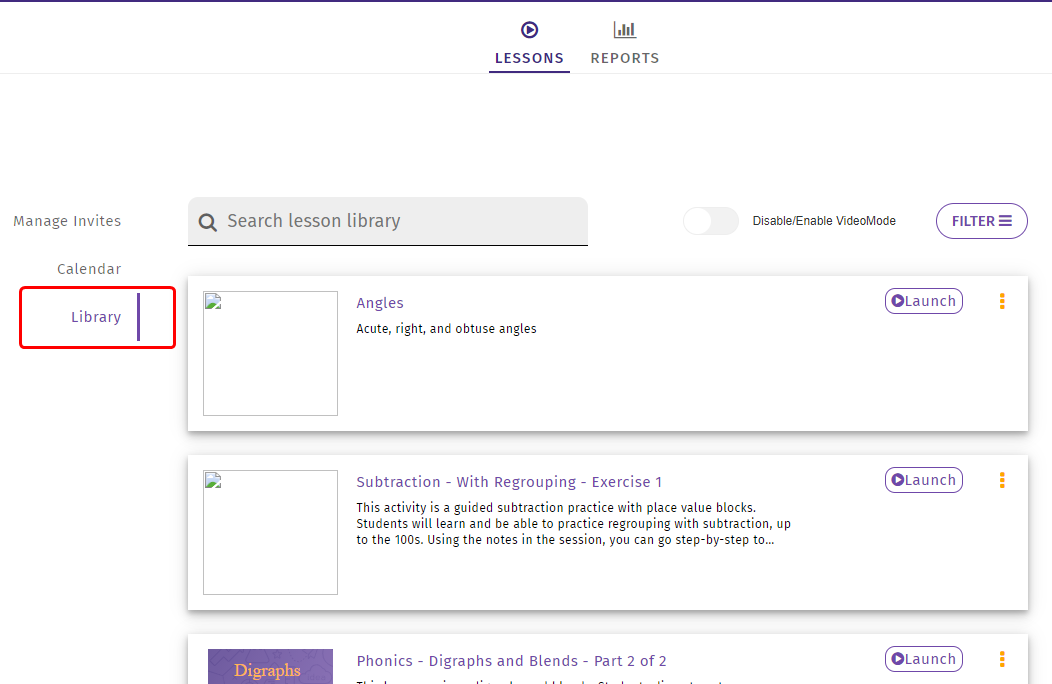 LESSONS
REPORTS
Manage Invites
Search lesson library
Disable/Enable VideoMode
FILTER
Calendar
Library
Angles
Launch
Acute, right, and obtuse angles
Subtraction - With Regrouping - Exercise 1
Launch
This activity is a guided subtraction practice with place value blocks.
Students will learn and be able to practice regrouping with subtraction, up
to the 100s. Using the notes in the session, you can go step-by-step to...
Digraphs
Phonics - Digraphs and Blends - Part 2 of 2
Launch